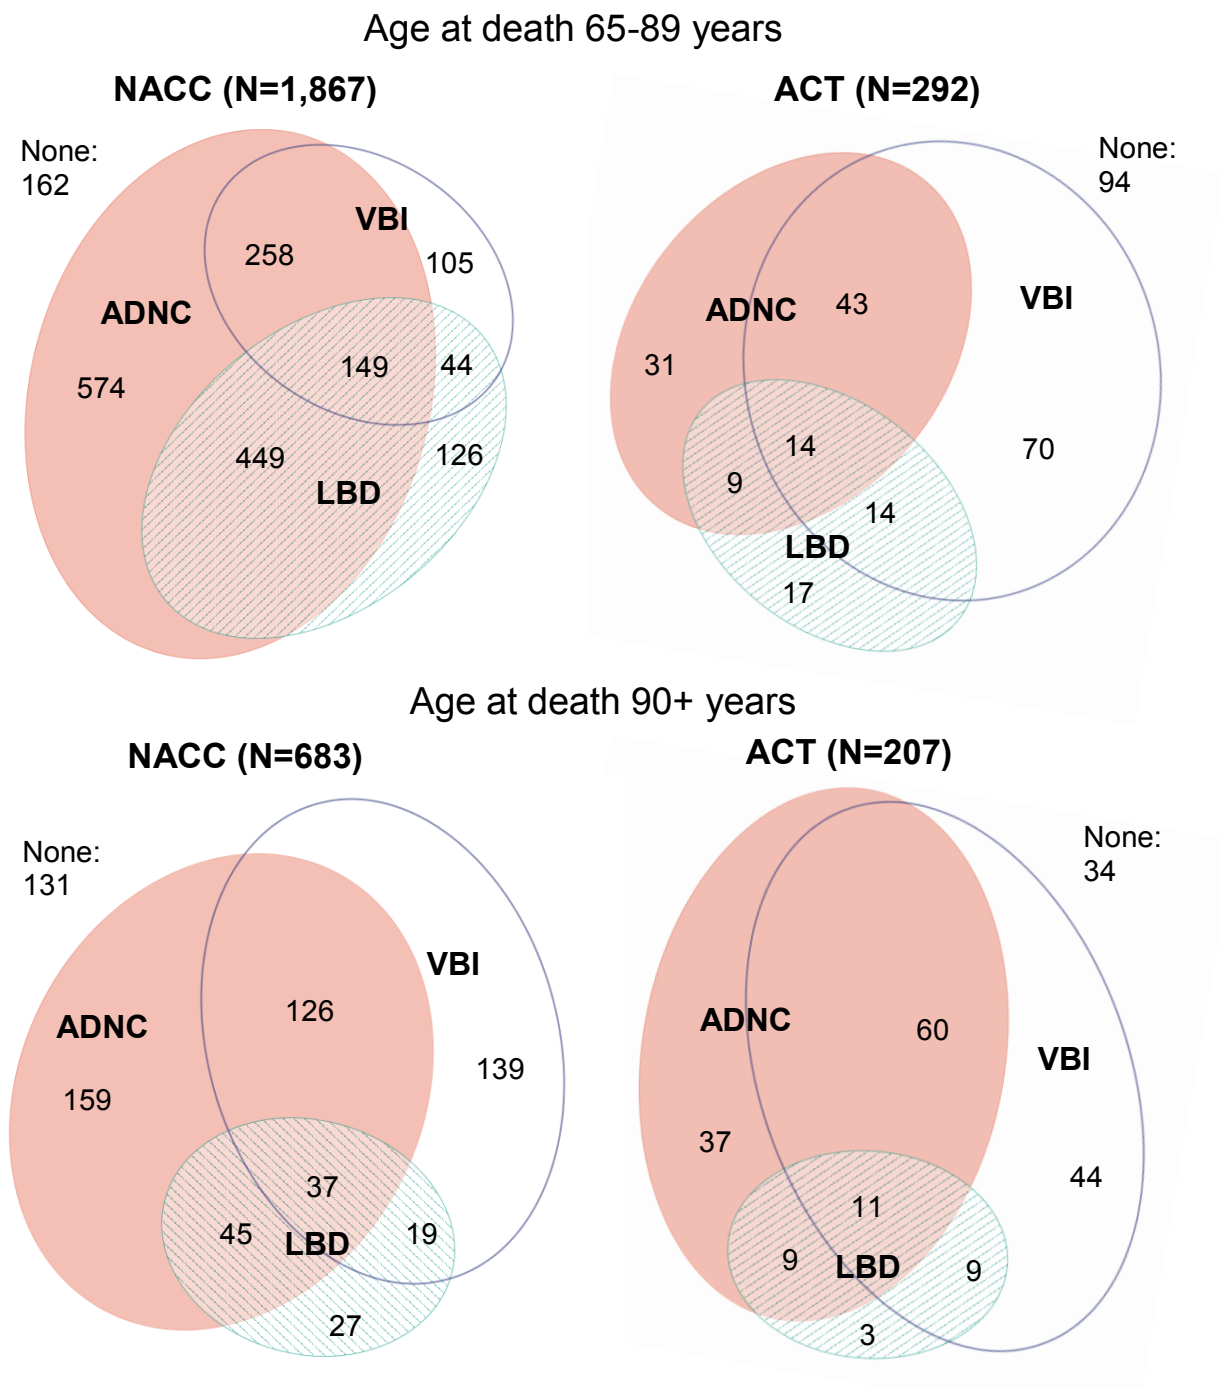 Age at death 65-89 years
NACC (N=1,867)
None:
162
VBI
258
105
ADNC
149
44
574
449
126
LBD
ACT (N=292)
None:
94
VBI
43
ADNC
31
14
70
9
14
LBD
17
Age at death 90+ years
NACC (N=683)
None:
131
VBI
126
ADNC
139
159
37
45
19
LBD
27
ACT (N=207)
None:
34
ADNC
60
VBI
37
44
11
9
LBD
9
3